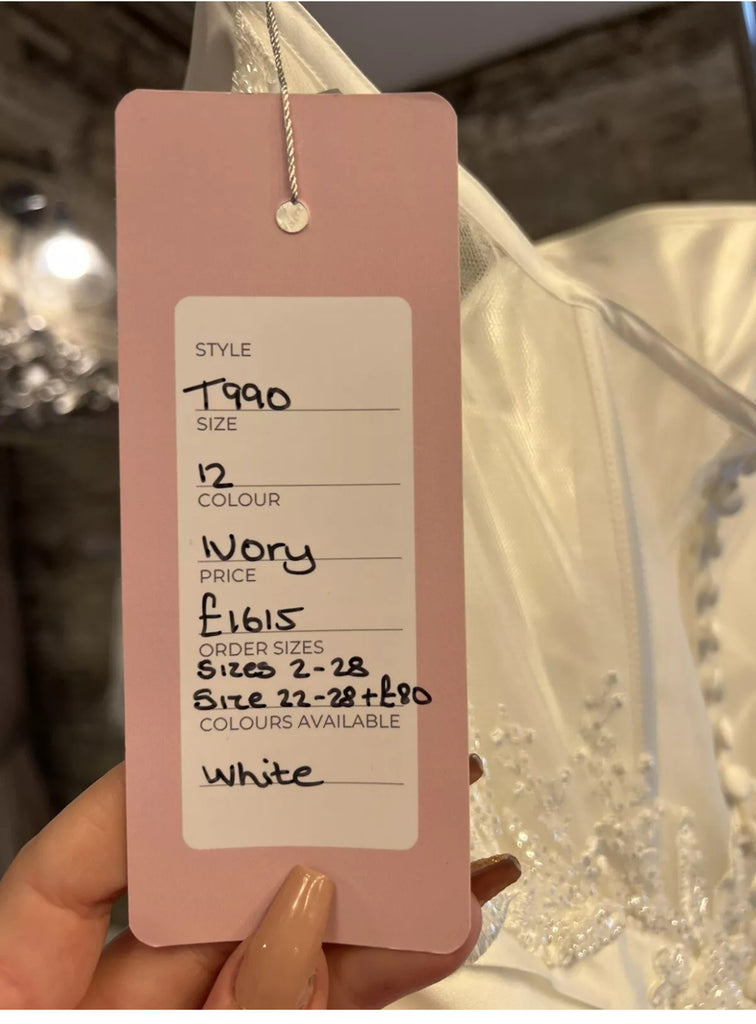 STYLE
T990
SIZE
12
COLOUR
Ivory
PRICE
£1615
ORDER SIZES
Sizes 2-28
Size 22-28+£80
COLOURS AVAILABLE
White